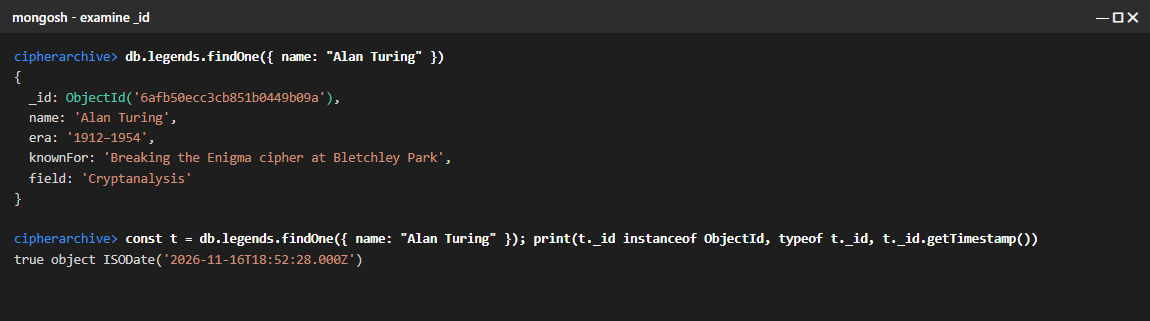 mongosh - examine _id
cipherarchive> db.legends.findOne({ name: "Alan Turing" })
{
  _id: ObjectId('6afb50ecc3cb851b0449b09a'),
  name: 'Alan Turing',
  era: '1912–1954',
  knownFor: 'Breaking the Enigma cipher at Bletchley Park',
  field: 'Cryptanalysis'
}
cipherarchive> const t = db.legends.findOne({ name: "Alan Turing" }); print(t._id instanceof ObjectId, typeof t._id, t._id.getTimestamp())
true object ISODate('2026-11-16T18:52:28.000Z')